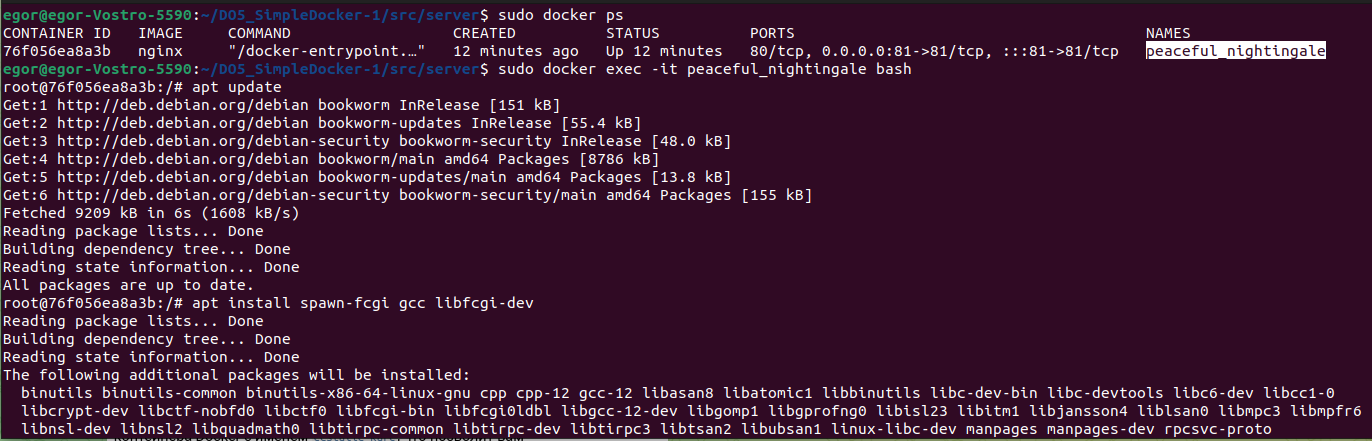 egor@egor-Vostro-5590:~/DO5_SimpleDocker-1/src/server$ sudo docker ps
CONTAINER ID   IMAGE     COMMAND                  CREATED          STATUS          PORTS                                       NAMES
76f056ea8a3b   nginx     "/docker-entrypoint.…"   12 minutes ago   Up 12 minutes   80/tcp, 0.0.0.0:81->81/tcp, :::81->81/tcp   peaceful_nightingale
egor@egor-Vostro-5590:~/DO5_SimpleDocker-1/src/server$ sudo docker exec -it peaceful_nightingale bash
root@76f056ea8a3b:/# apt update
Get:1 http://deb.debian.org/debian bookworm InRelease [151 kB]
Get:2 http://deb.debian.org/debian bookworm-updates InRelease [55.4 kB]
Get:3 http://deb.debian.org/debian-security bookworm-security InRelease [48.0 kB]
Get:4 http://deb.debian.org/debian bookworm/main amd64 Packages [8786 kB]
Get:5 http://deb.debian.org/debian bookworm-updates/main amd64 Packages [13.8 kB]
Get:6 http://deb.debian.org/debian-security bookworm-security/main amd64 Packages [155 kB]
Fetched 9209 kB in 6s (1608 kB/s)
Reading package lists... Done
Building dependency tree... Done
Reading state information... Done
All packages are up to date.
root@76f056ea8a3b:/# apt install spawn-fcgi gcc libfcgi-dev
Reading package lists... Done
Building dependency tree... Done
Reading state information... Done
The following additional packages will be installed:
  binutils binutils-common binutils-x86-64-linux-gnu cpp cpp-12 gcc-12 libasan8 libatomic1 libbinutils libc-dev-bin libc-devtools libc6-dev libcc1-0
  libcrypt-dev libctf-nobfd0 libctf0 libfcgi-bin libfcgi0ldbl libgcc-12-dev libgomp1 libgprofng0 libisl23 libitm1 libjansson4 liblsan0 libmpc3 libmpfr6
  libnsl-dev libnsl2 libquadmath0 libtirpc-common libtirpc-dev libtirpc3 libtsan2 libubsan1 linux-libc-dev manpages manpages-dev rpcsvc-proto